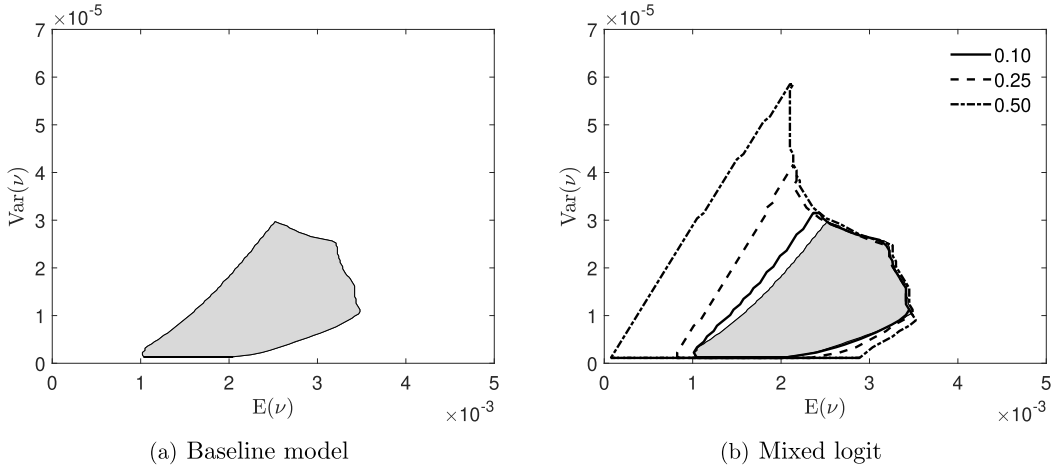 ×10⁻⁵
7
6
5
4
3
2
1
0
Var(ν)
0 1 2 3 4 5
E(ν)
×10⁻³
(a) Baseline model
×10⁻⁵
7
6
5
4
3
2
1
0
Var(ν)
0.10
0.25
0.50
0 1 2 3 4 5
E(ν)
×10⁻³
(b) Mixed logit